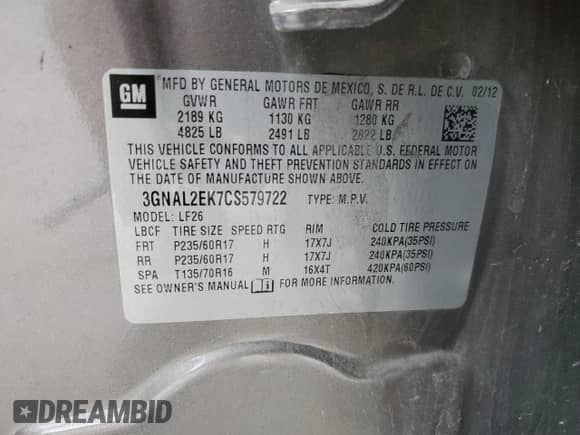 GM
MFD BY GENERAL MOTORS DE MEXICO, S. DE R.L. DE C.V. 02/12
GVWR GAWR FRT GAWR RR
2189 KG 1130 KG 1280 KG
4825 LB 2491 LB 2822 LB
THIS VEHICLE CONFORMS TO ALL APPLICABLE U.S. FEDERAL MOTOR
VEHICLE SAFETY AND THEFT PREVENTION STANDARDS IN EFFECT ON
THE DATE OF MANUFACTURE SHOWN ABOVE.
3GNAL2EK7CS579722 TYPE: M.P.V.
MODEL: LF26
LBCF TIRE SIZE SPEED RTG RIM COLD TIRE PRESSURE
FRT P235/60R17 H 17X7J 240KPA(35PSI)
RR P235/60R17 H 17X7J 240KPA(35PSI)
SPA T135/70R16 M 16X4T 420KPA(60PSI)
SEE OWNER'S MANUAL FOR MORE INFORMATION.
DREAMBID